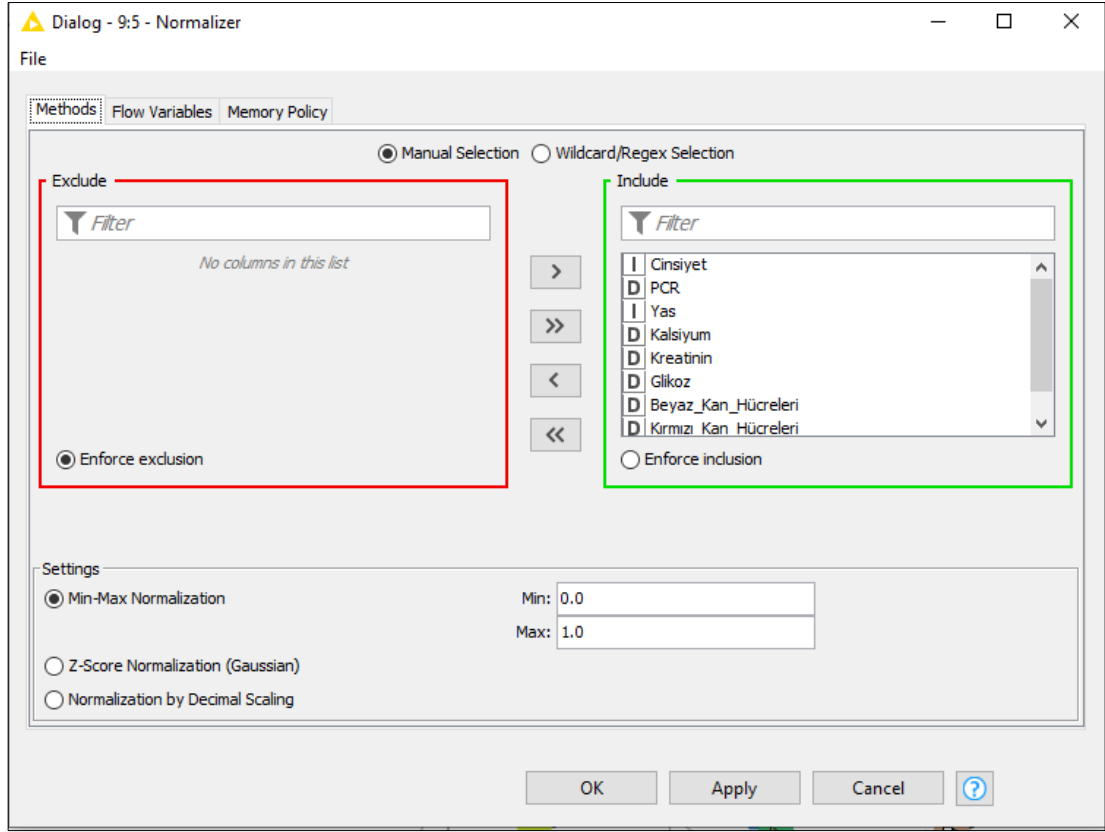 Dialog - 9:5 - Normalizer
File
Methods Flow Variables Memory Policy
Manual Selection Wildcard/Regex Selection
Exclude
Filter
No columns in this list
Enforce exclusion
>
>>
<
<<
Include
Filter
I Cinsiyet
D PCR
I Yas
D Kalsiyum
D Kreatinin
D Glikoz
D Beyaz_Kan_Hücreleri
D Kırmızı_Kan_Hücreleri
Enforce inclusion
Settings
Min-Max Normalization
Min: 0.0
Max: 1.0
Z-Score Normalization (Gaussian)
Normalization by Decimal Scaling
OK Apply Cancel ?